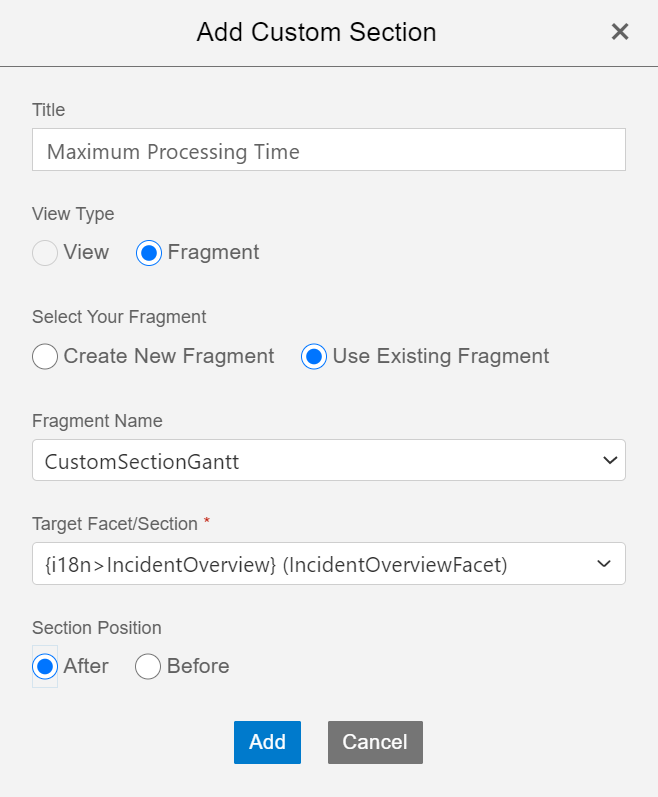 Add Custom Section
Title
Maximum Processing Time
View Type
View Fragment
Select Your Fragment
Create New Fragment Use Existing Fragment
Fragment Name
CustomSectionGantt
Target Facet/Section *
{i18n>IncidentOverview} (IncidentOverviewFacet)
Section Position
After Before
Add Cancel